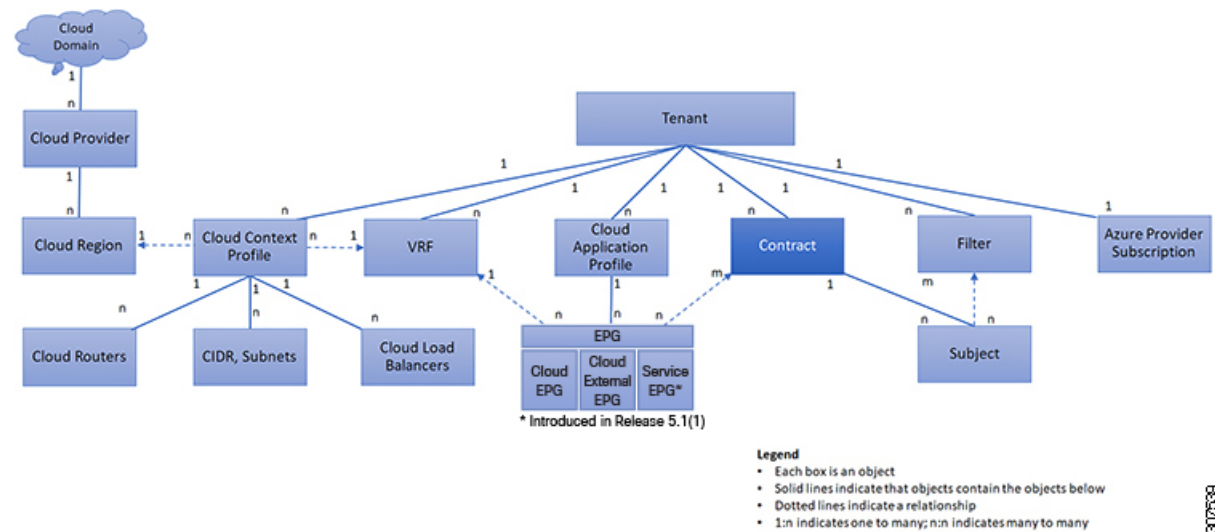 Cloud
Domain
1
n
Cloud Provider
1
n
Cloud Region
Tenant
1
1
1
1
1
1
n
n
n
n
n
1
1
n
Cloud Context
Profile
n
1
VRF
Cloud
Application
Profile
Contract
Filter
Azure Provider
Subscription
1
1
1
n
n
n
Cloud Routers
CIDR, Subnets
Cloud Load
Balancers
1
n
1
n
m
n
EPG
Cloud
EPG
Cloud
External
EPG
Service
EPG*
* Introduced in Release 5.1(1)
1
n
m
n
Subject
Legend
• Each box is an object
• Solid lines indicate that objects contain the objects below
• Dotted lines indicate a relationship
• 1:n indicates one to many; n:n indicates many to many